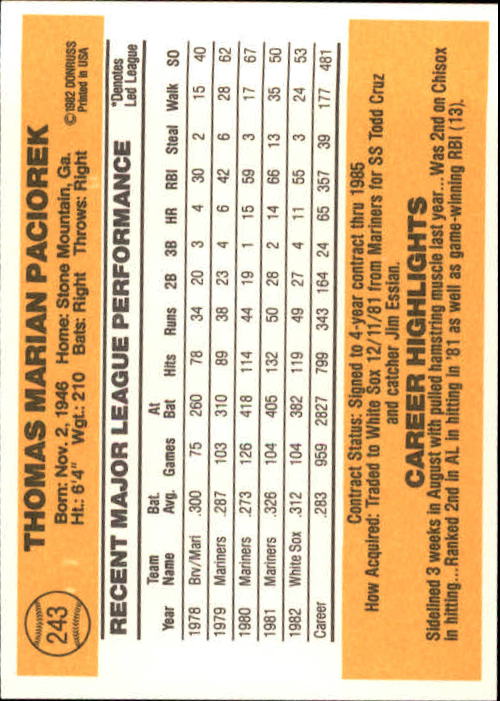 243
THOMAS MARIAN PACIOREK
Born: Nov. 2, 1946 Home: Stone Mountain, Ga.
Ht.: 6'4" Wgt.: 210 Bats: Right Throws: Right
© 1982 DONRUSS
Printed in USA
RECENT MAJOR LEAGUE PERFORMANCE
*Denotes
Led League
Team Bat. At
Year Name Avg. Games Bat Hits Runs 2B 3B HR RBI Steal Walk SO
1978 Brv/Mari .300 75 260 78 34 20 3 4 30 2 15 40
1979 Mariners .287 103 310 89 38 23 4 6 42 6 28 62
1980 Mariners .273 126 418 114 44 19 1 15 59 3 17 67
1981 Mariners .326 104 405 132 50 28 2 14 66 13 35 50
1982 White Sox .312 104 382 119 49 27 4 11 55 3 24 53
Career .283 959 2827 799 343 164 24 65 357 39 177 481
Contract Status: Signed to 4-year contract thru 1985
How Acquired: Traded to White Sox 12/11/81 from Mariners for SS Todd Cruz
and catcher Jim Essian.
CAREER HIGHLIGHTS
Sidelined 3 weeks in August with pulled hamstring muscle last year...Was 2nd on Chisox
in hitting...Ranked 2nd in AL in hitting in '81 as well as game-winning RBI (13).